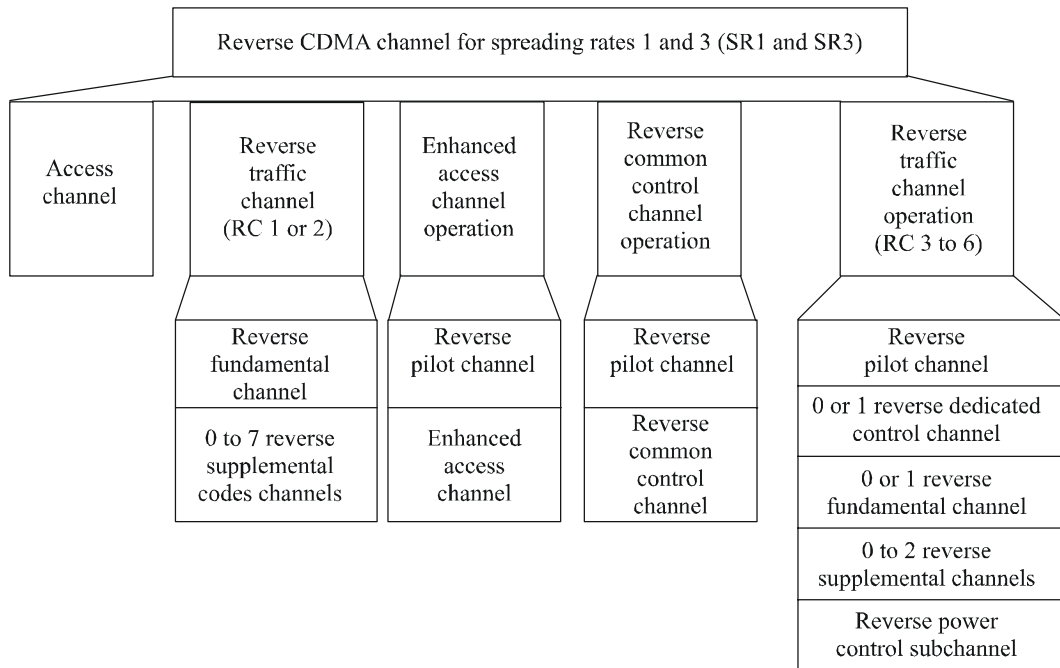 Reverse CDMA channel for spreading rates 1 and 3 (SR1 and SR3)
Access
channel
Reverse
traffic
channel
(RC 1 or 2)
Enhanced
access
channel
operation
Reverse
common
control
channel
operation
Reverse
traffic
channel
operation
(RC 3 to 6)
Reverse
fundamental
channel
0 to 7 reverse
supplemental
codes channels
Reverse
pilot channel
Enhanced
access
channel
Reverse
pilot channel
Reverse
common
control
channel
Reverse
pilot channel
0 or 1 reverse dedicated
control channel
0 or 1 reverse
fundamental channel
0 to 2 reverse
supplemental channels
Reverse power
control subchannel